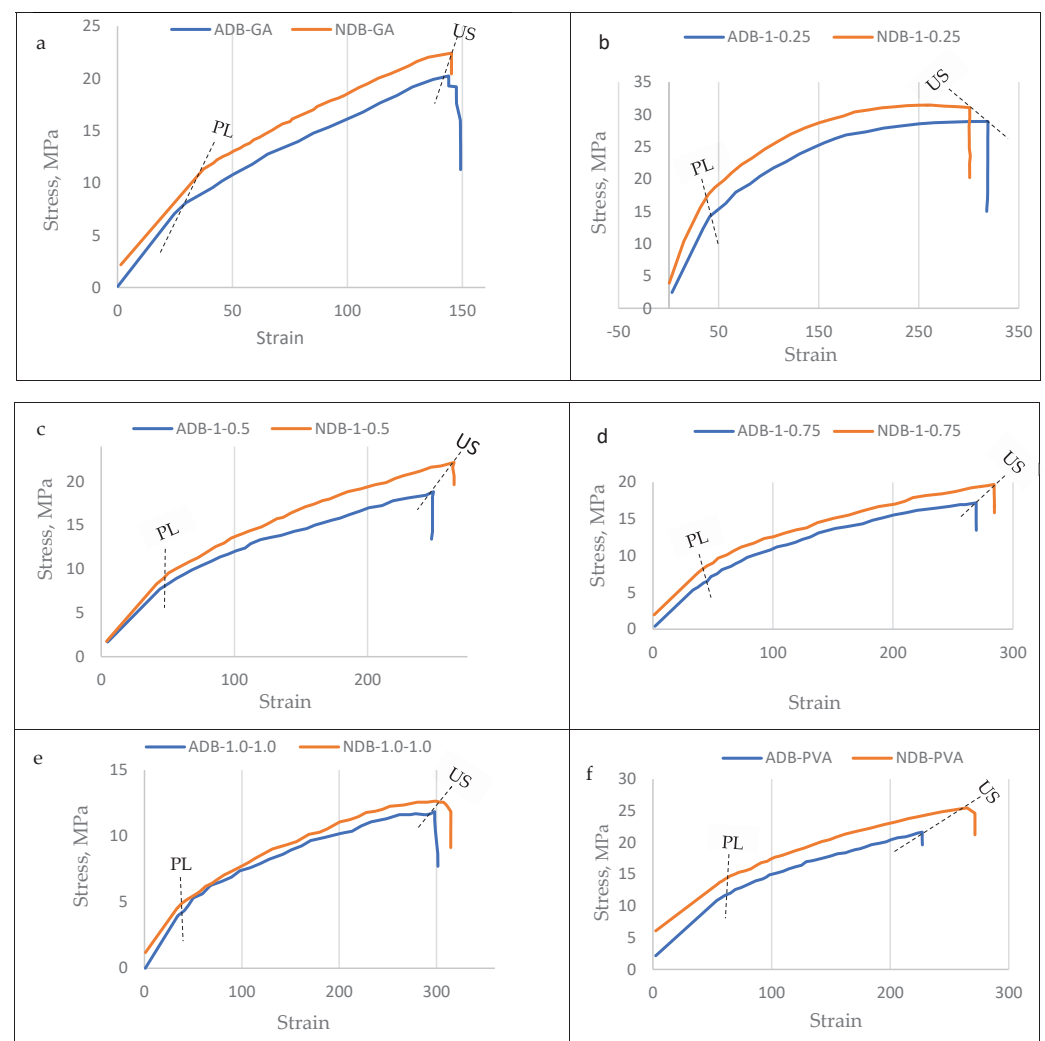 a
ADB-GA NDB-GA
US
PL
Stress, MPa
25
20
15
10
5
0
0 50 100 150
Strain
b
ADB-1-0.25 NDB-1-0.25
US
PL
Stress, MPa
35
30
25
20
15
10
5
0
-50 50 150 250 350
Strain
c
ADB-1-0.5 NDB-1-0.5
US
PL
Stress, MPa
20
15
10
5
0
0 100 200
Strain
d
ADB-1-0.75 NDB-1-0.75
US
PL
Stress, MPa
20
15
10
5
0
0 100 200 300
Strain
e
ADB-1.0-1.0 NDB-1.0-1.0
US
PL
Stress, MPa
15
10
5
0
0 100 200 300
Strain
f
ADB-PVA NDB-PVA
US
PL
Stress, MPa
30
25
20
15
10
5
0
0 100 200 300
Strain